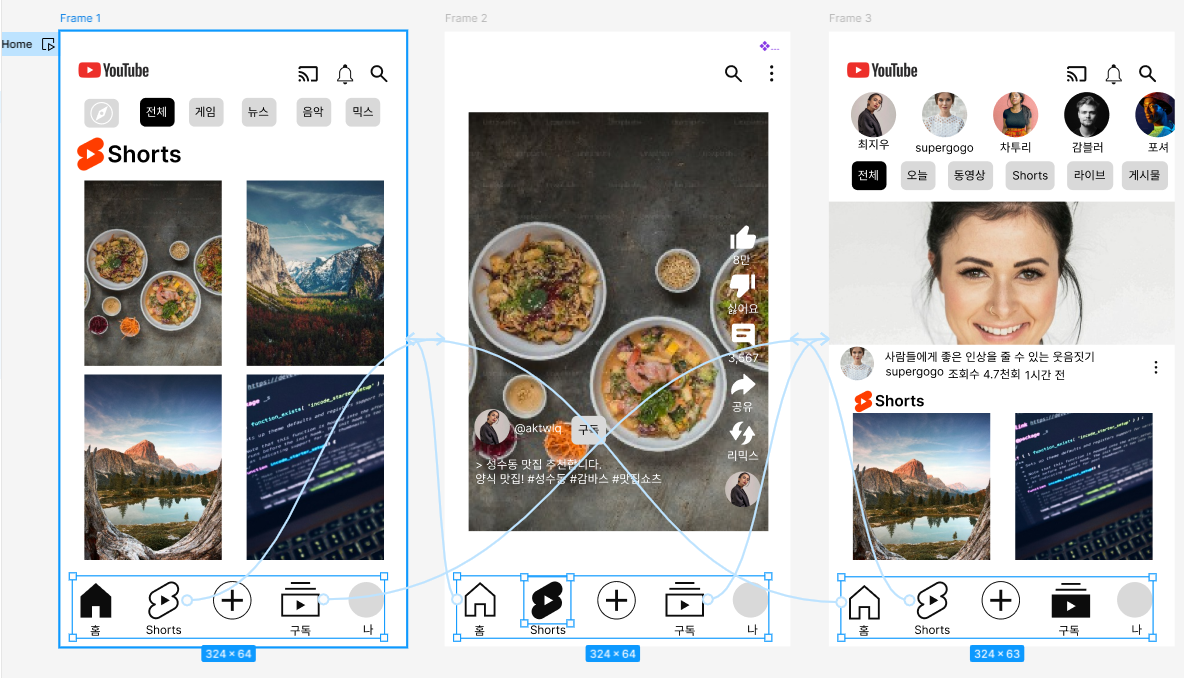 Frame 1
Home
YouTube
전체 게임 뉴스 음악 믹스
Shorts
홈 Shorts 구독 나
324 × 64
Frame 2
...
8만
싫어요
3,567
공유
리믹스
@aktwlq 구독
> 성수동 맛집 추천합니다.
양식 맛집! #성수동 #감바스 #맛집쇼츠
홈 Shorts 구독 나
324 × 64
Frame 3
YouTube
최지우 supergogo 차투리 감블러 포셔
전체 오늘 동영상 Shorts 라이브 게시물
사람들에게 좋은 인상을 줄 수 있는 웃음짓기
supergogo 조회수 4.7천회 1시간 전
Shorts
홈 Shorts 구독 나
324 × 63